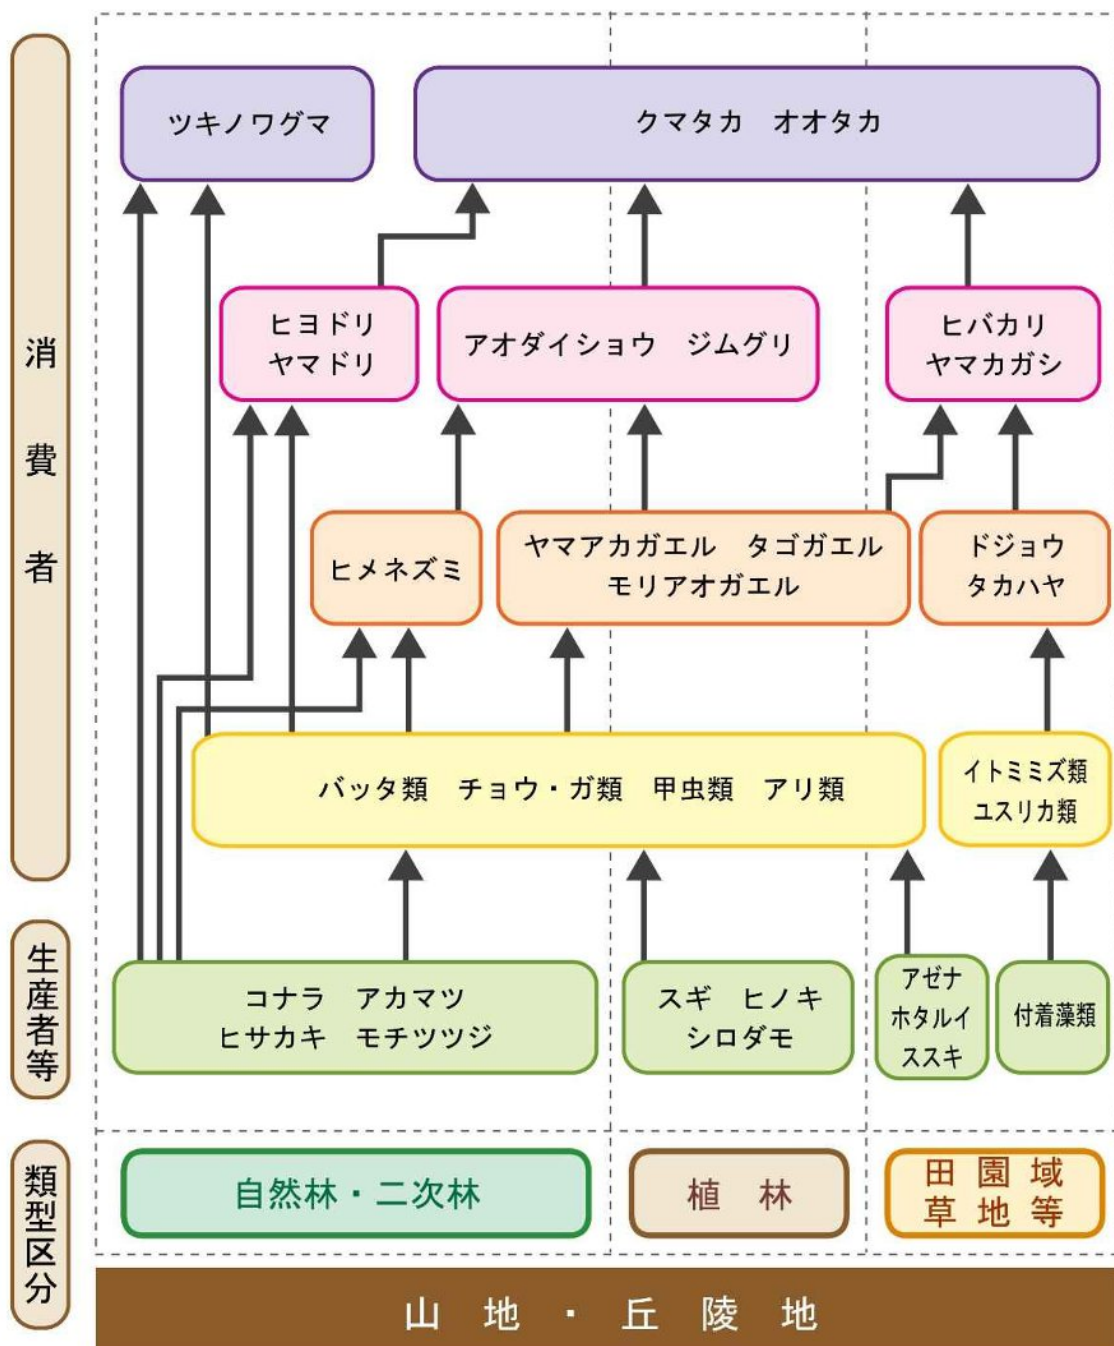 消費者
ツキノワグマ
クマタカ　オオタカ
ヒヨドリ
ヤマドリ
アオダイショウ　ジムグリ
ヒバカリ
ヤマカガシ
ヒメネズミ
ヤマアカガエル　タゴガエル
モリアオガエル
ドジョウ
タカハヤ
バッタ類　チョウ・ガ類　甲虫類　アリ類
イトミミズ類
ユスリカ類
生産者等
コナラ　アカマツ
ヒサカキ　モチツツジ
スギ　ヒノキ
シロダモ
アゼナ
ホタルイ
ススキ
付着藻類
類型区分
自然林・二次林
植林
田園域
草地等
山地・丘陵地